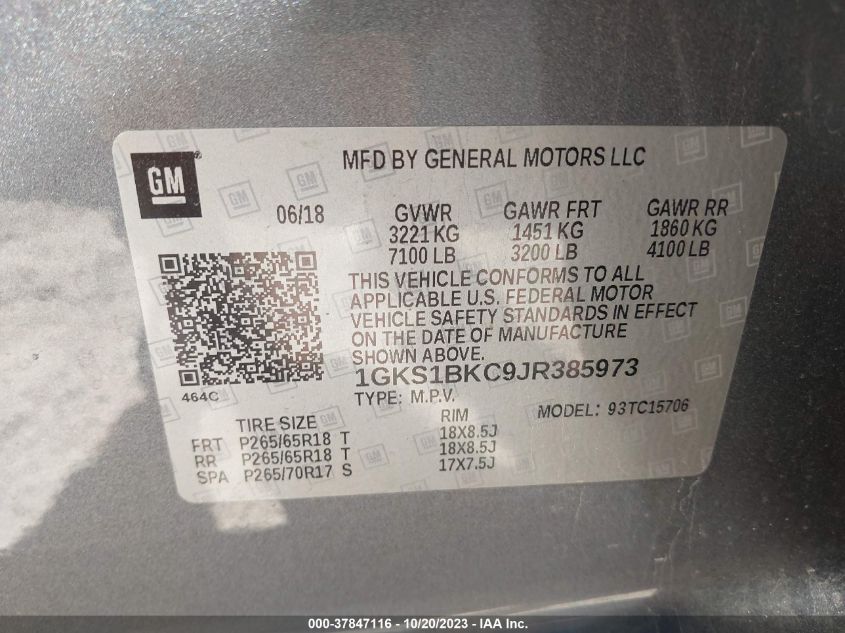 GM
MFD BY GENERAL MOTORS LLC
06/18 GVWR GAWR FRT GAWR RR
3221 KG 1451 KG 1860 KG
7100 LB 3200 LB 4100 LB
THIS VEHICLE CONFORMS TO ALL
APPLICABLE U.S. FEDERAL MOTOR
VEHICLE SAFETY STANDARDS IN EFFECT
ON THE DATE OF MANUFACTURE
SHOWN ABOVE.
1GKS1BKC9JR385973
464C
TYPE: M.P.V.
MODEL: 93TC15706
TIRE SIZE RIM
FRT P265/65R18 T 18X8.5J
RR P265/65R18 T 18X8.5J
SPA P265/70R17 S 17X7.5J
000-37847116 - 10/20/2023 - IAA Inc.